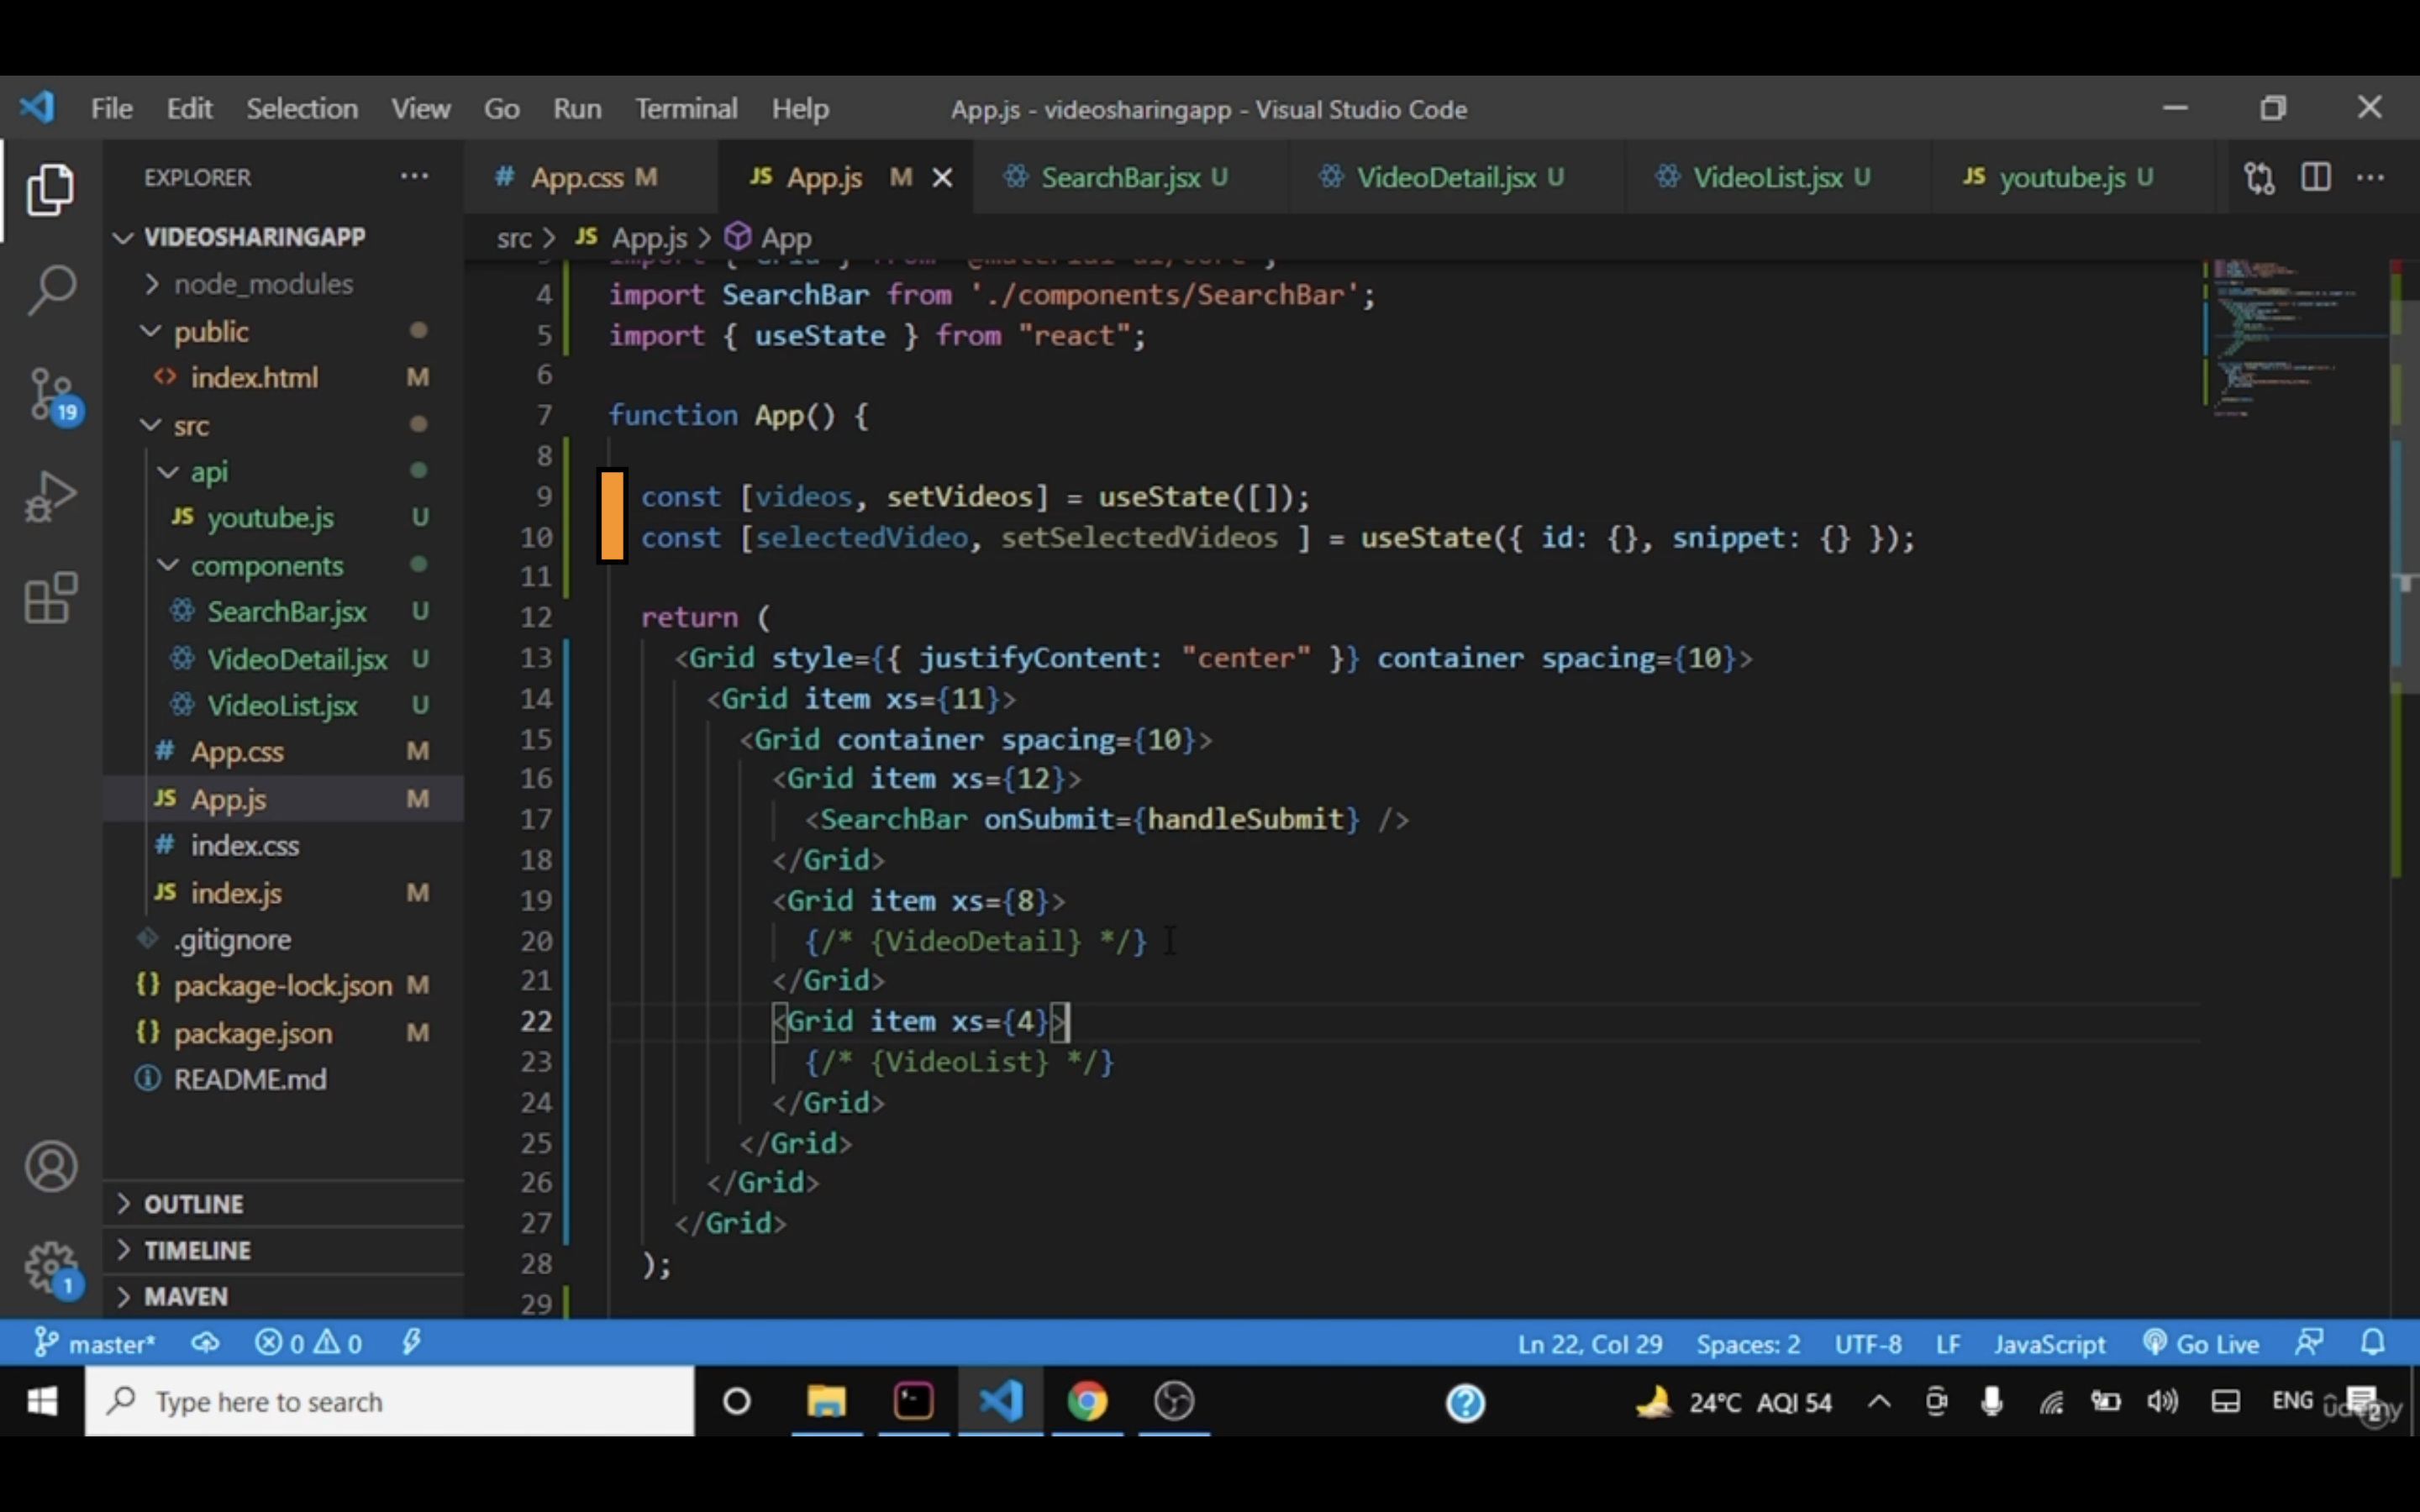 File Edit Selection View Go Run Terminal Help App.js - videosharingapp - Visual Studio Code
EXPLORER
# App.css M JS App.js M SearchBar.jsx U VideoDetail.jsx U VideoList.jsx U JS youtube.js U
src > JS App.js > App
VIDEOSHARINGAPP
node_modules
public
<> index.html M
src
api
JS youtube.js U
components
SearchBar.jsx U
VideoDetail.jsx U
VideoList.jsx U
# App.css M
JS App.js M
# index.css
JS index.js M
.gitignore
{} package-lock.json M
{} package.json M
README.md
OUTLINE
TIMELINE
MAVEN
19
1
4 import SearchBar from './components/SearchBar';
5 import { useState } from "react";
6
7 function App() {
8
9 const [videos, setVideos] = useState([]);
10 const [selectedVideo, setSelectedVideos ] = useState({ id: {}, snippet: {} });
11
12 return (
13 <Grid style={{ justifyContent: "center" }} container spacing={10}>
14 <Grid item xs={11}>
15 <Grid container spacing={10}>
16 <Grid item xs={12}>
17 <SearchBar onSubmit={handleSubmit} />
18 </Grid>
19 <Grid item xs={8}>
20 {/* {VideoDetail} */}
21 </Grid>
22 <Grid item xs={4}>
23 {/* {VideoList} */}
24 </Grid>
25 </Grid>
26 </Grid>
27 </Grid>
28 );
29
master* 0 0 Ln 22, Col 29 Spaces: 2 UTF-8 LF JavaScript Go Live
Type here to search 24°C AQI 54 ENG 2
udemy